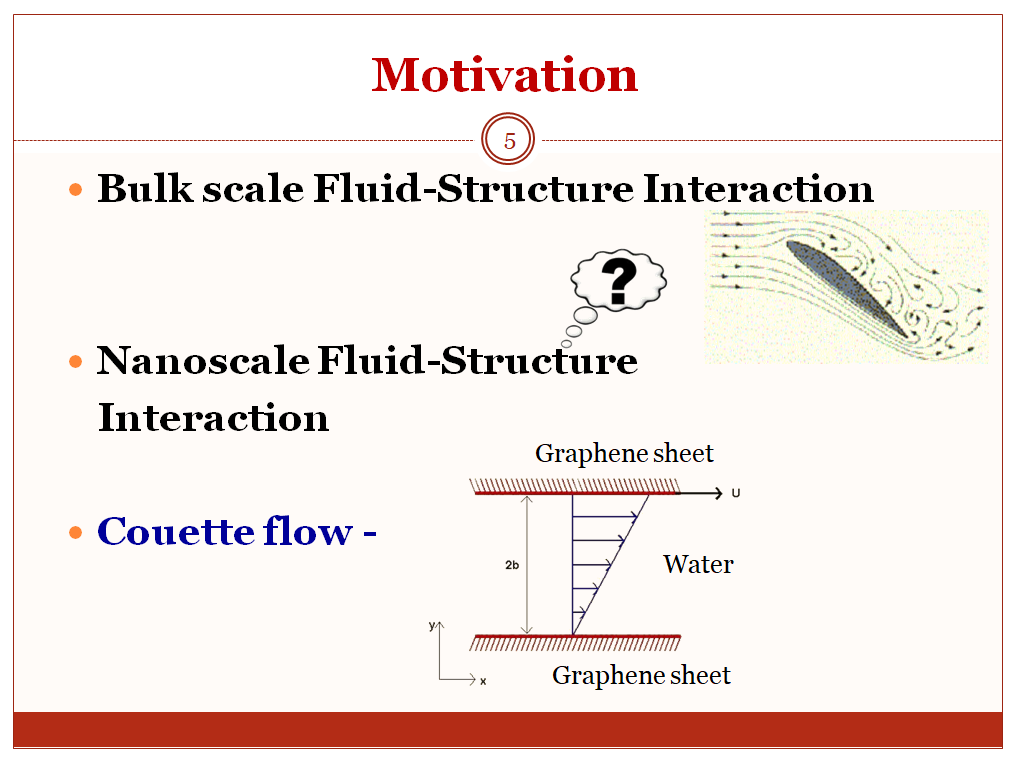 Motivation
5
Bulk scale Fluid-Structure Interaction
?
Nanoscale Fluid-Structure
Interaction
Graphene sheet
U
Couette flow -
2b
Water
y
x
Graphene sheet